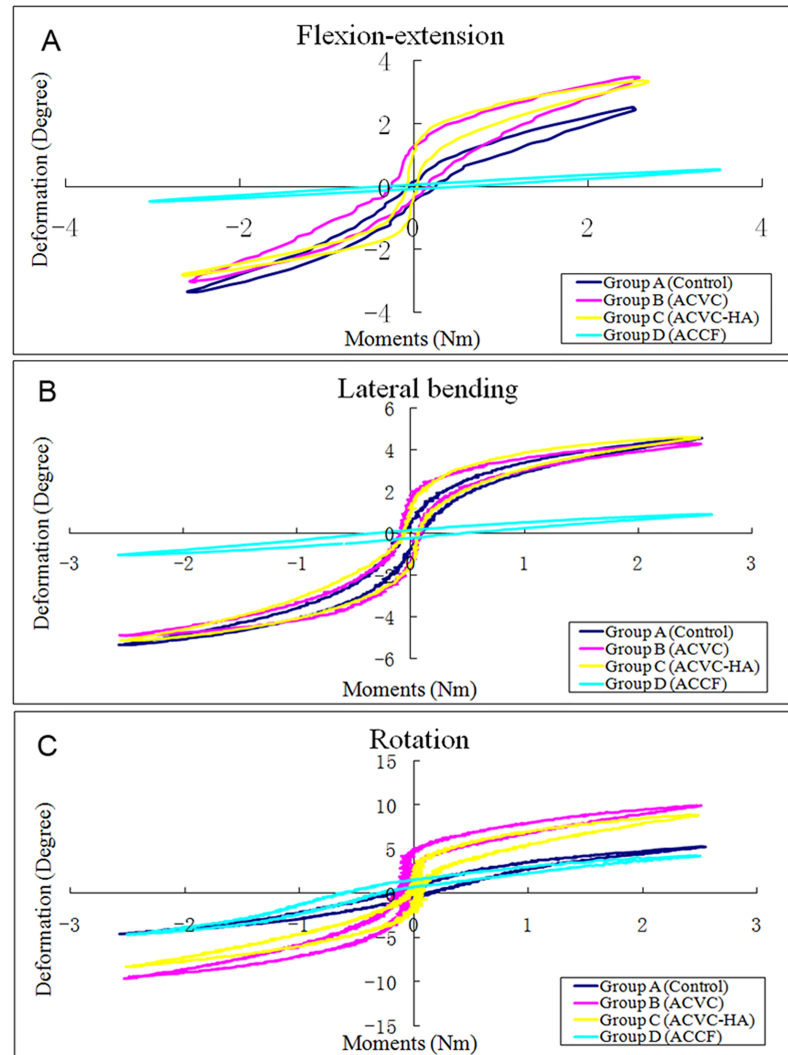 A
Flexion-extension
Deformation (Degree)
4
2
0
-2
-4
-4
-2
0
2
4
Moments (Nm)
Group A (Control)
Group B (ACVC)
Group C (ACVC-HA)
Group D (ACCF)
B
Lateral bending
Deformation (Degree)
6
4
2
0
-2
-4
-6
-3
-2
-1
0
1
2
3
Moments (Nm)
Group A (Control)
Group B (ACVC)
Group C (ACVC-HA)
Group D (ACCF)
C
Rotation
Deformation (Degree)
15
10
5
0
-5
-10
-15
-3
-2
-1
0
1
2
3
Moments (Nm)
Group A (Control)
Group B (ACVC)
Group C (ACVC-HA)
Group D (ACCF)